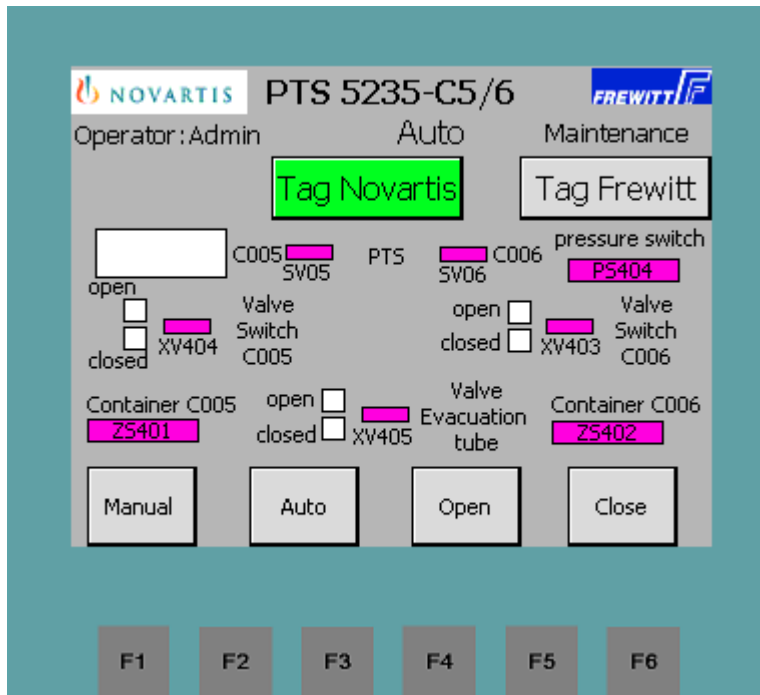 NOVARTIS PTS 5235-C5/6 FREWITT
Operator:Admin Auto Maintenance
Tag Novartis Tag Frewitt
C005 SV05 PTS SV06 C006 pressure switch
PS404
open
closed XV404 Valve Switch C005
open
closed XV403 Valve Switch C006
Container C005
ZS401
open
closed XV405 Valve Evacuation tube
Container C006
ZS402
Manual Auto Open Close
F1 F2 F3 F4 F5 F6